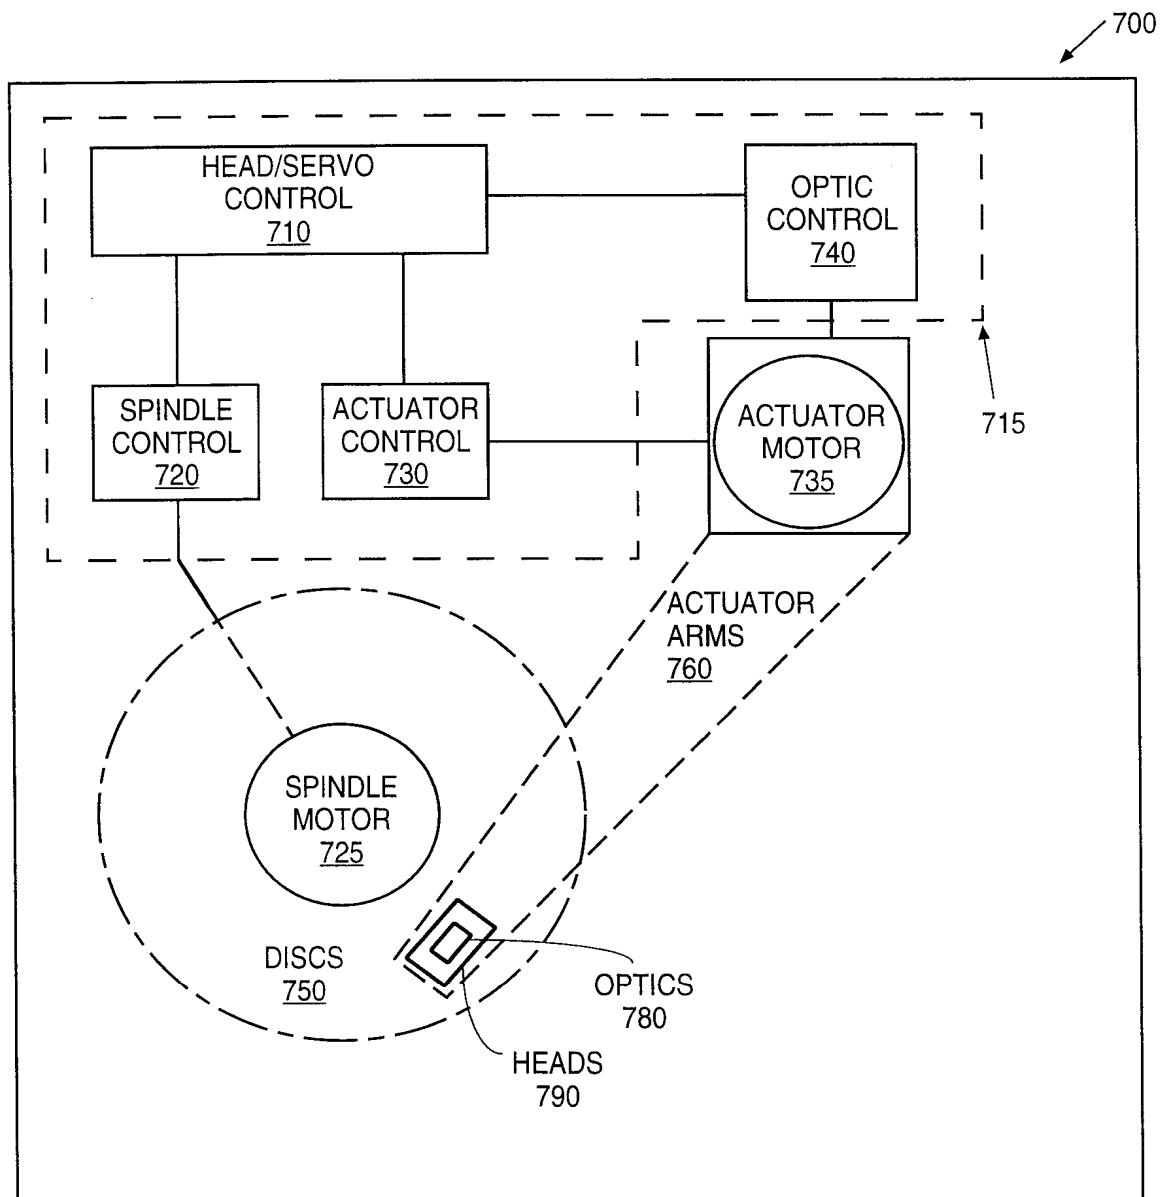 700
HEAD/SERVO
CONTROL
710
OPTIC
CONTROL
740
SPINDLE
CONTROL
720
ACTUATOR
CONTROL
730
ACTUATOR
MOTOR
735
715
ACTUATOR
ARMS
760
SPINDLE
MOTOR
725
DISCS
750
OPTICS
780
HEADS
790